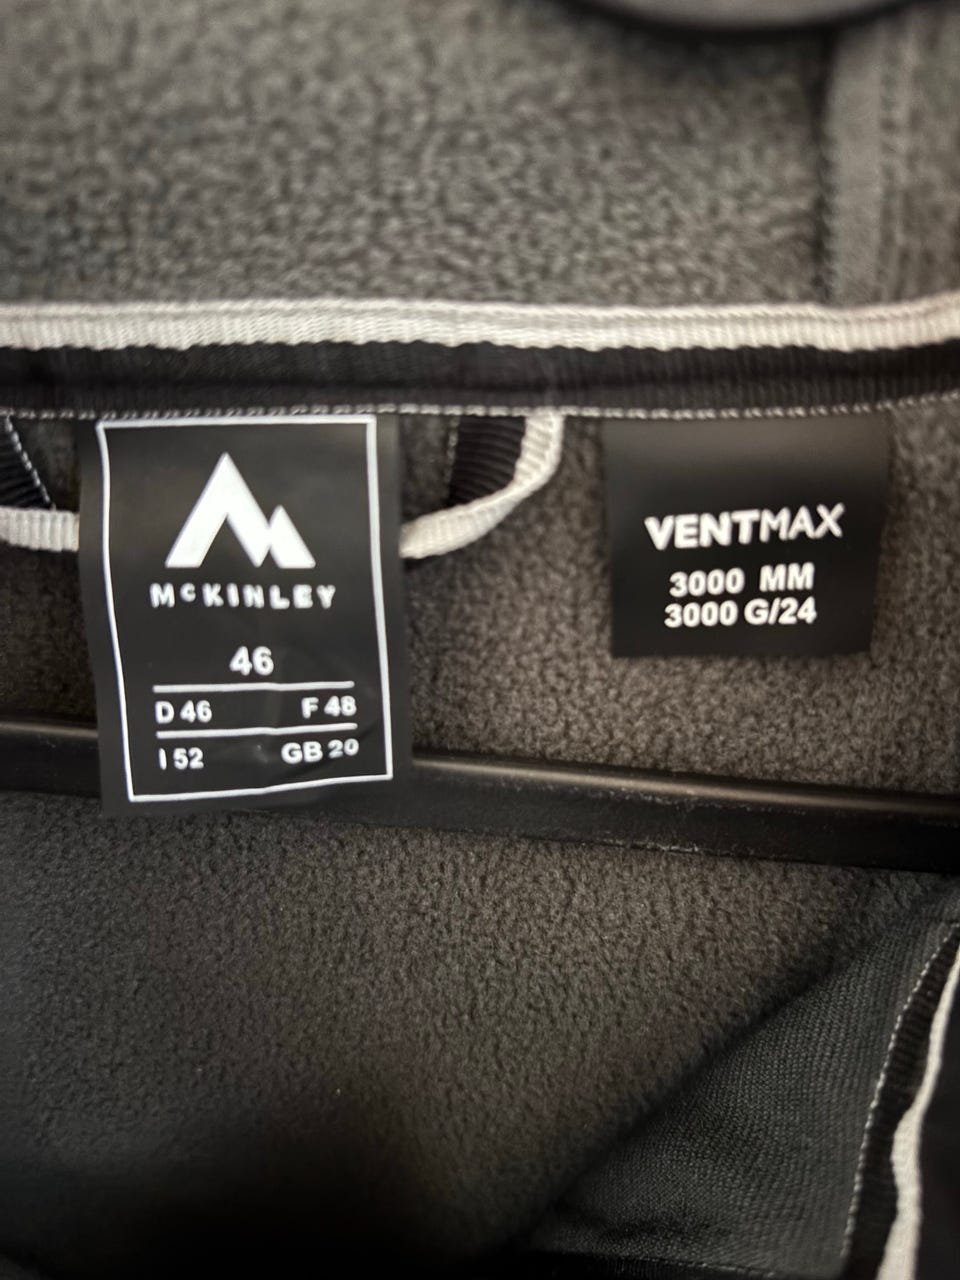 McKINLEY
46
D 46 F 48
I 52 GB 20
VENTMAX
3000 MM
3000 G/24